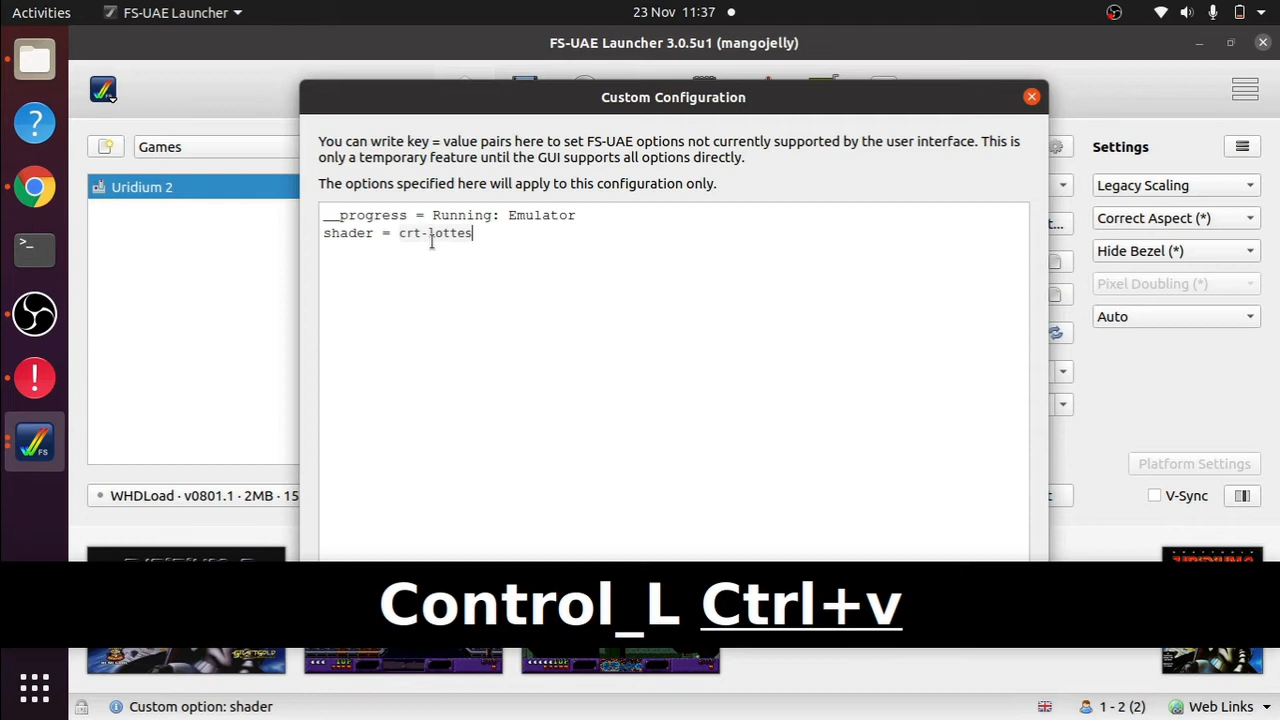 Activities
FS-UAE Launcher
23 Nov 11:37
FS-UAE Launcher 3.0.5u1 (mangojelly)
Custom Configuration
You can write key = value pairs here to set FS-UAE options not currently supported by the user interface. This is
only a temporary feature until the GUI supports all options directly.
The options specified here will apply to this configuration only.
__progress = Running: Emulator
shader = crt-lottes
Games
Uridium 2
WHDLoad · v0801.1 · 2MB · 15
Settings
Legacy Scaling
Correct Aspect (*)
Hide Bezel (*)
Pixel Doubling (*)
Auto
Platform Settings
V-Sync
FS
Control_L Ctrl+v
Custom option: shader
1 - 2 (2)
Web Links